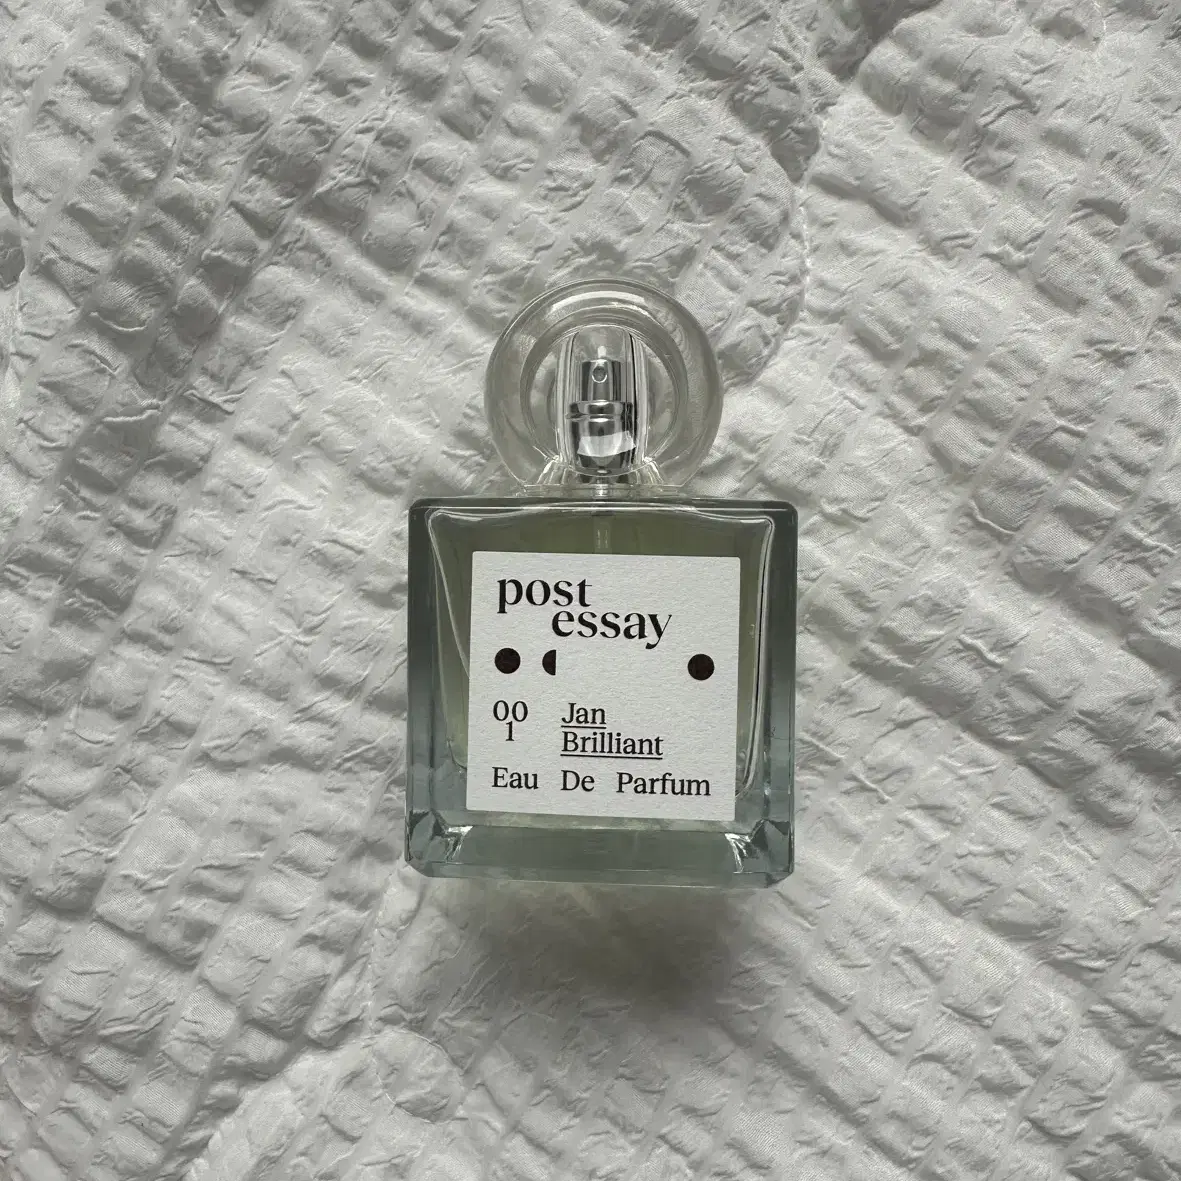 post
essay
00
1
Jan
Brilliant
Eau De Parfum